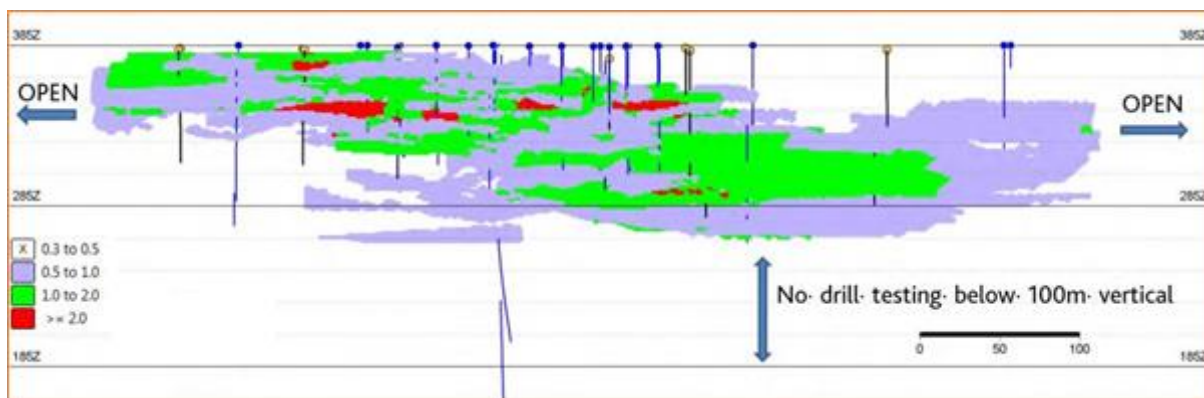 385Z
385Z
OPEN
OPEN
285Z
285Z
X 0.3 to 0.5
0.5 to 1.0
1.0 to 2.0
>= 2.0
No· drill· testing· below· 100m· vertical
0 50 100
185Z
185Z